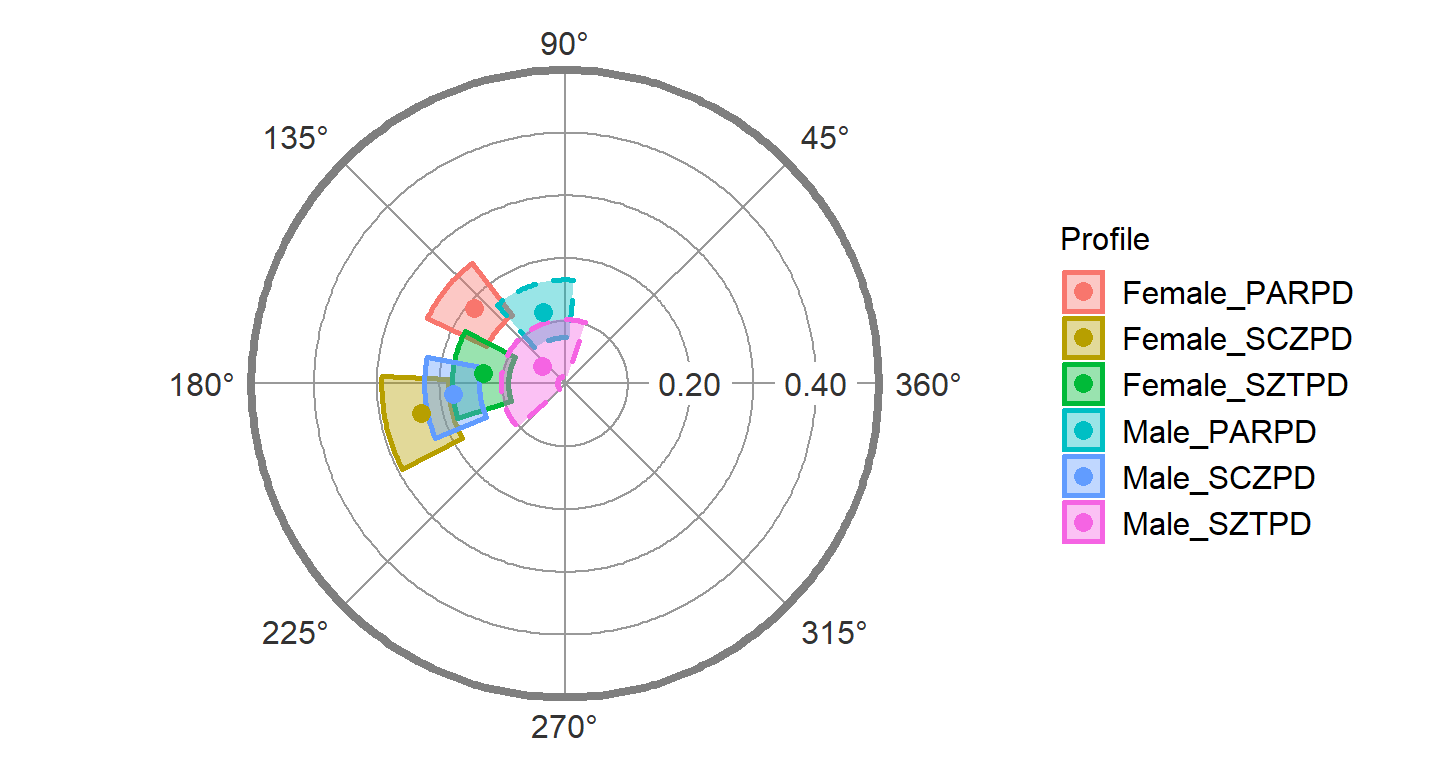 90°
135°
45°
180°
0.20
0.40
360°
225°
315°
270°
Profile
Female_PARPD
Female_SCZPD
Female_SZTPD
Male_PARPD
Male_SCZPD
Male_SZTPD